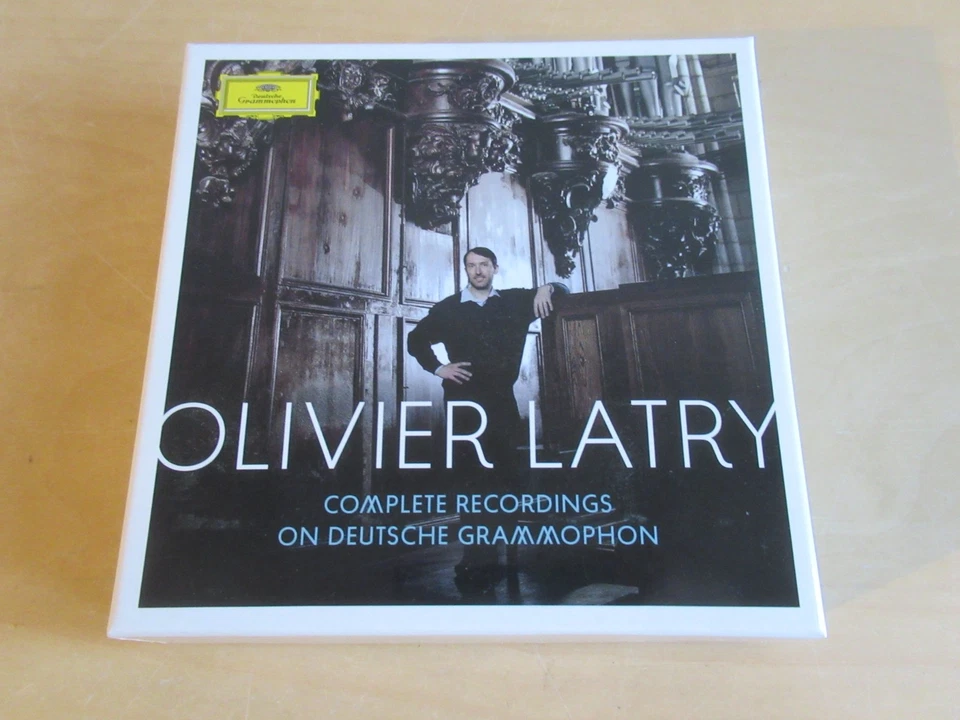 Deutsche
Grammophon
OLIVIER LATRY
COMPLETE RECORDINGS
ON DEUTSCHE GRAMMOPHON